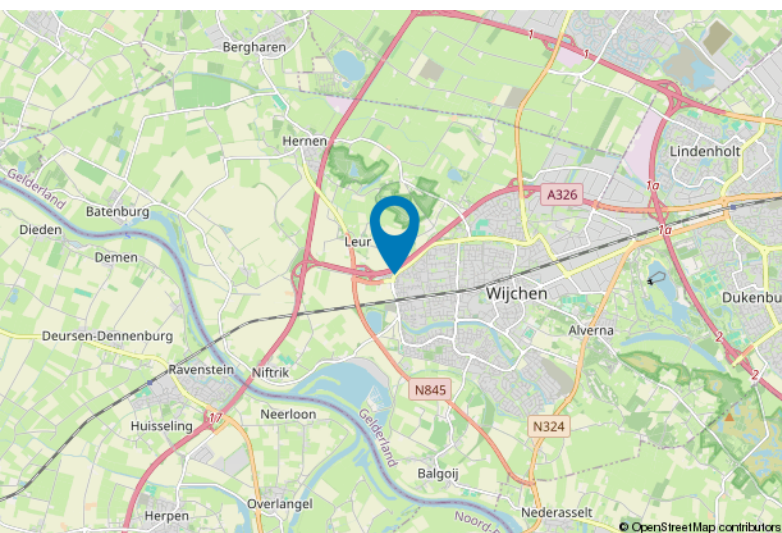 1
1
Bergharen
Hernen
Lindenholt
1a
A326
Gelderland
Batenburg
Dieden
Leur
1a
Demen
Wijchen
Dukenbu
Alverna
Deursen-Dennenburg
2
Ravenstein
Niftrik
2
N845
17
Neerloon
Huisseling
Gelderland
N324
Balgoij
Overlangel
Herpen
Nederasselt
Noord-
© OpenStreetMap contributors